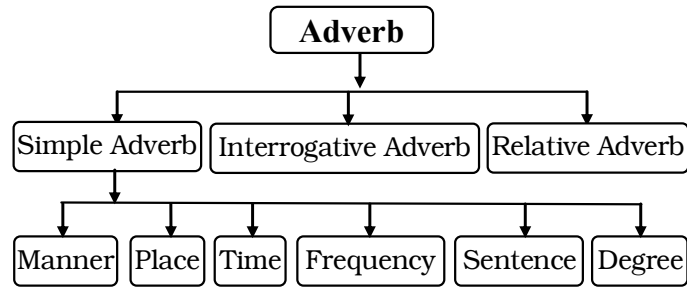 Adverb
Simple Adverb Interrogative Adverb Relative Adverb
Manner Place Time Frequency Sentence Degree